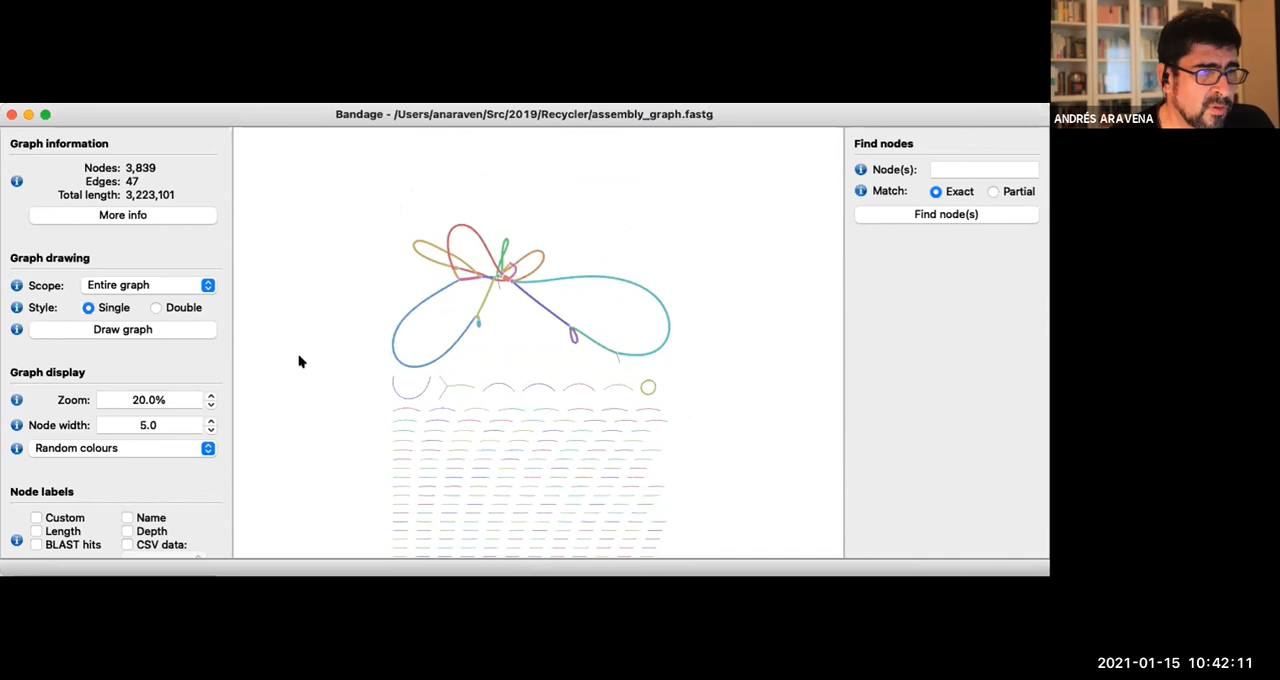 ANDRÉS ARAVENA
Bandage - /Users/anaraven/Src/2019/Recycler/assembly_graph.fastg
Graph information
Nodes: 3,839
Edges: 47
Total length: 3,223,101
More info
Graph drawing
Scope: Entire graph
Style: Single Double
Draw graph
Graph display
Zoom: 20.0%
Node width: 5.0
Random colours
Node labels
Custom Name
Length Depth
BLAST hits CSV data:
Find nodes
Node(s):
Match: Exact Partial
Find node(s)
2021-01-15 10:42:11